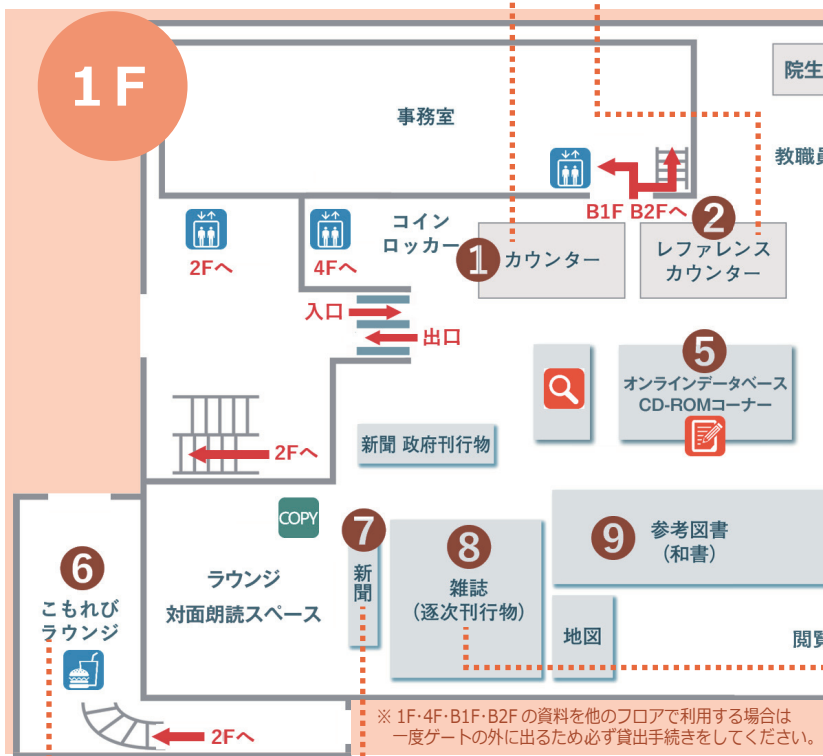 1F
院生
事務室
教職員
B1F B2Fへ
コイン
ロッカー
2Fへ
4Fへ
1
カウンター
2
レファレンス
カウンター
入口
出口
5
オンラインデータベース
CD-ROMコーナー
新聞 政府刊行物
2Fへ
COPY
7
新聞
8
雑誌
(逐次刊行物)
9
参考図書
(和書)
6
こもれび
ラウンジ
ラウンジ
対面朗読スペース
地図
閲覧
2Fへ
※ 1F・4F・B1F・B2F の資料を他のフロアで利用する場合は
一度ゲートの外に出るため必ず貸出手続きをしてください。